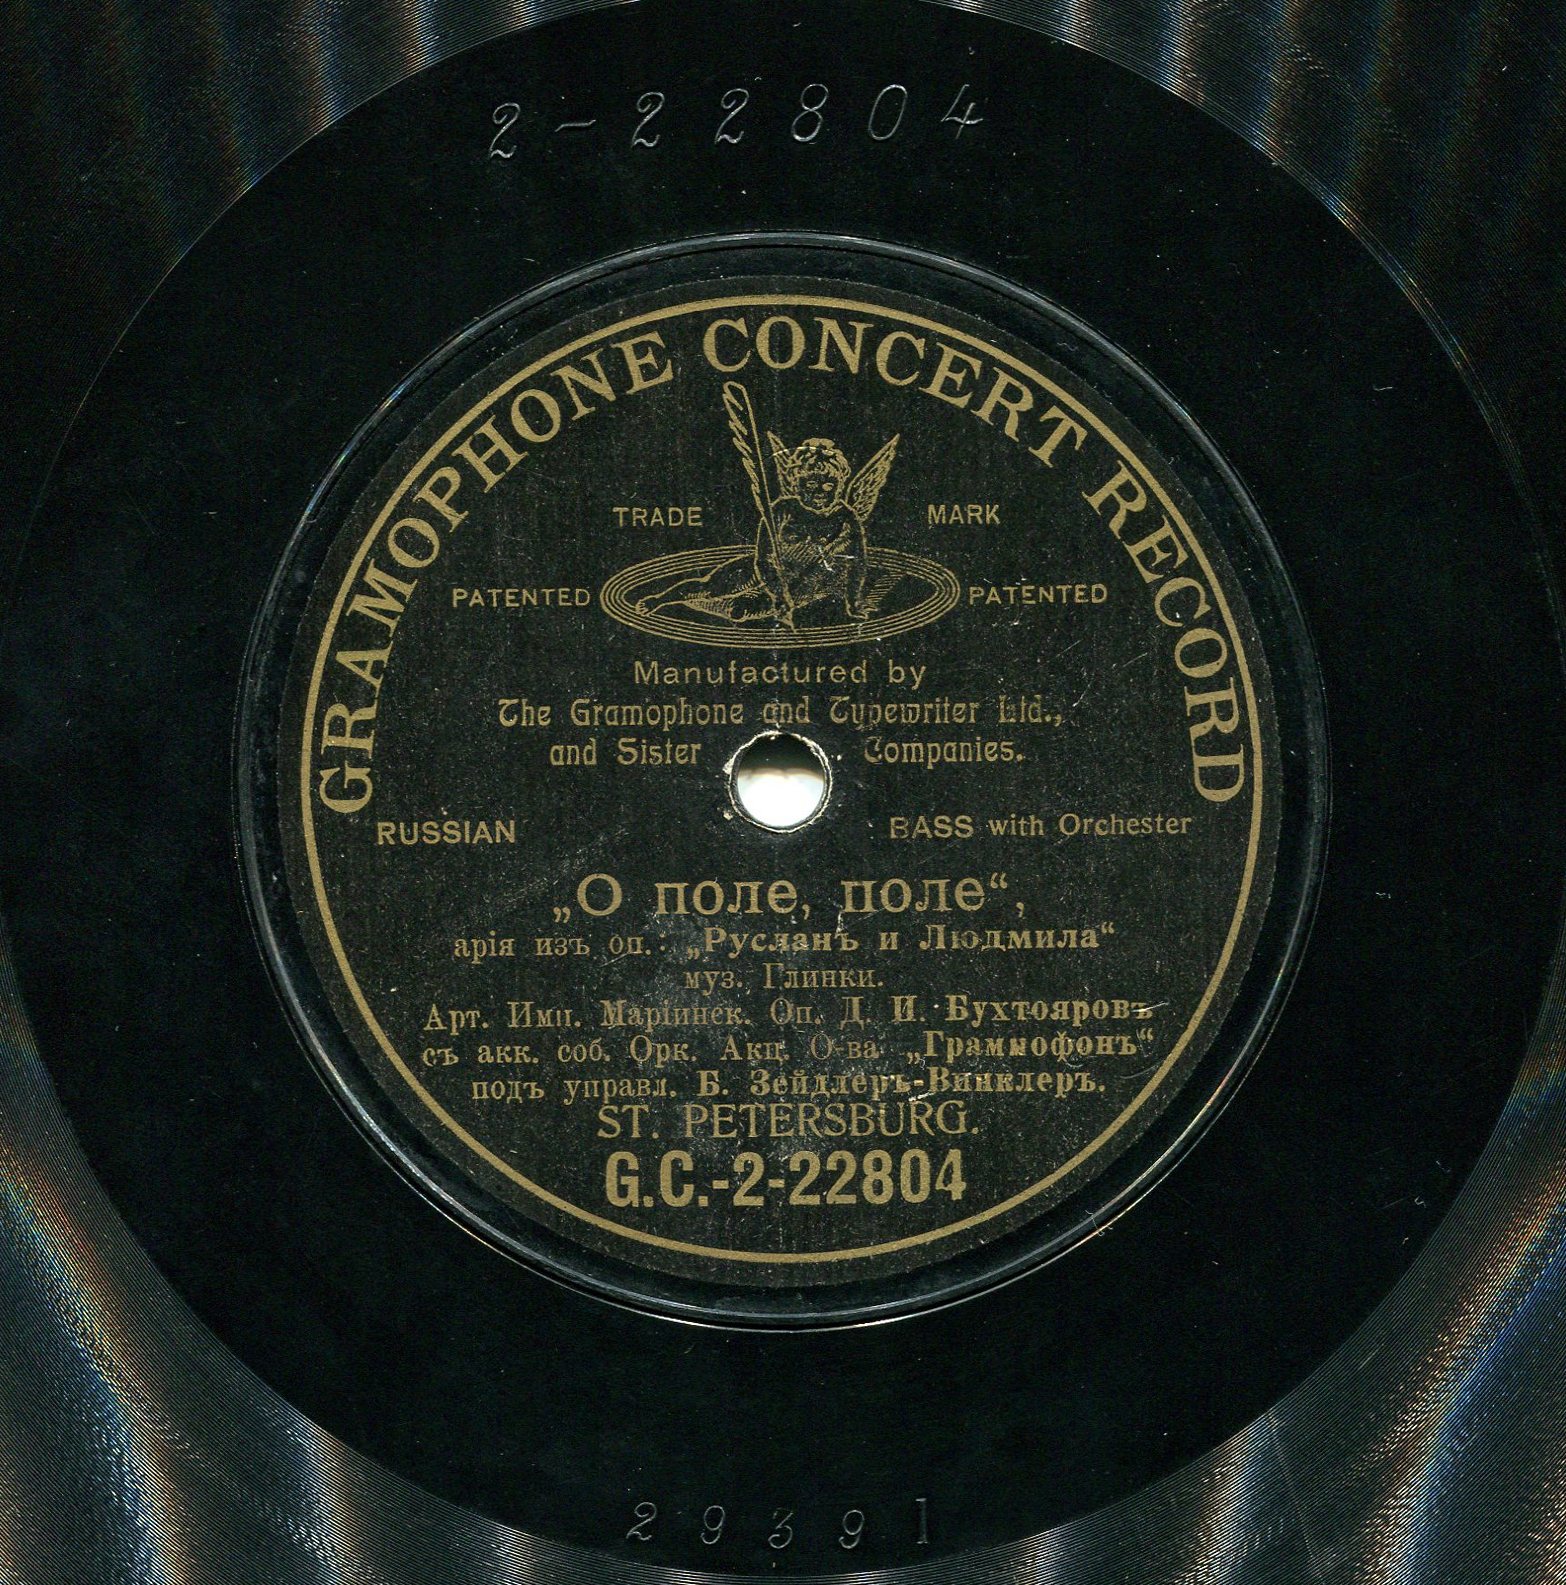 2-22804
GRAMOPHONE CONCERT RECORD
TRADE MARK
PATENTED PATENTED
Manufactured by
The Gramophone and Typewriter Ltd.,
and Sister Companies.
RUSSIAN BASS with Orchester
„О поле, поле“,
арія изъ оп.: „Русланъ и Людмила“
муз. Глинки.
Арт. Имп. Маріинск. Оп. Д. И. Бухтояровъ
съ акк. соб. Орк. Акц. О-ва „Граммофонъ“
подъ управл. Б. Зейдлеръ-Винклеръ.
ST. PETERSBURG.
G.C.-2-22804
29391